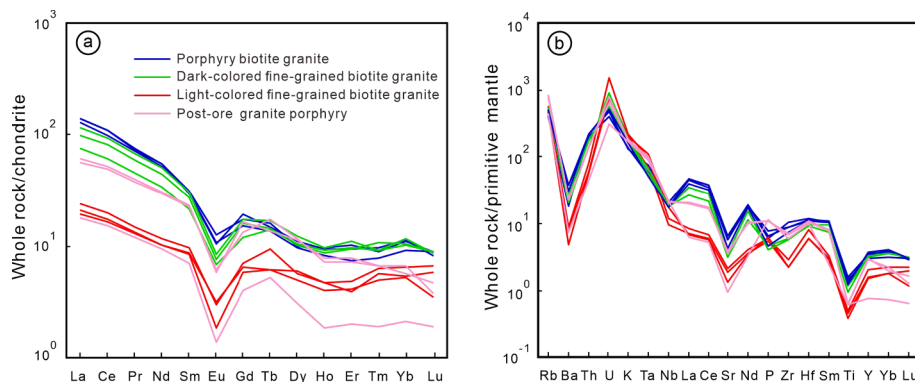 10³
10²
10¹
10⁰
Whole rock/chondrite
a
Porphyry biotite granite
Dark-colored fine-grained biotite granite
Light-colored fine-grained biotite granite
Post-ore granite porphyry
La Ce Pr Nd Sm Eu Gd Tb Dy Ho Er Tm Yb Lu
10⁴
10³
10²
10¹
10⁰
10⁻¹
Whole rock/primitive mantle
b
Rb Ba Th U K Ta Nb La Ce Sr Nd P Zr Hf Sm Ti Y Yb Lu